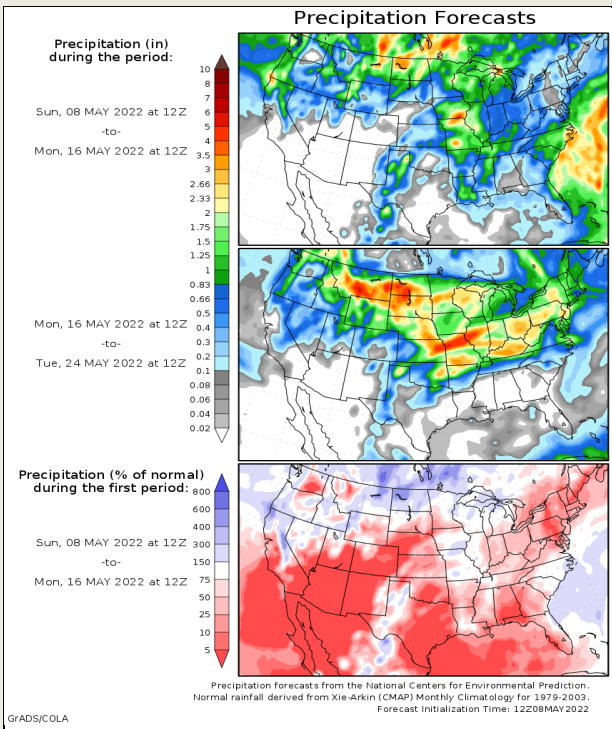 Precipitation Forecasts
Precipitation (in)
during the period:
Sun, 08 MAY 2022 at 12Z
-to-
Mon, 16 MAY 2022 at 12Z
Mon, 16 MAY 2022 at 12Z
-to-
Tue, 24 MAY 2022 at 12Z
10
8
7
6
5
4
3.5
3
2.66
2.33
2
1.75
1.5
1.25
1
0.83
0.66
0.5
0.4
0.3
0.2
0.1
0.08
0.06
0.04
0.02
Precipitation (% of normal)
during the first period:
Sun, 08 MAY 2022 at 12Z
-to-
Mon, 16 MAY 2022 at 12Z
800
600
400
300
150
75
50
25
10
5
Precipitation forecasts from the National Centers for Environmental Prediction.
Normal rainfall derived from Xie-Arkin (CMAP) Monthly Climatology for 1979-2003.
Forecast Initialization Time: 12Z08MAY2022
GrADS/COLA